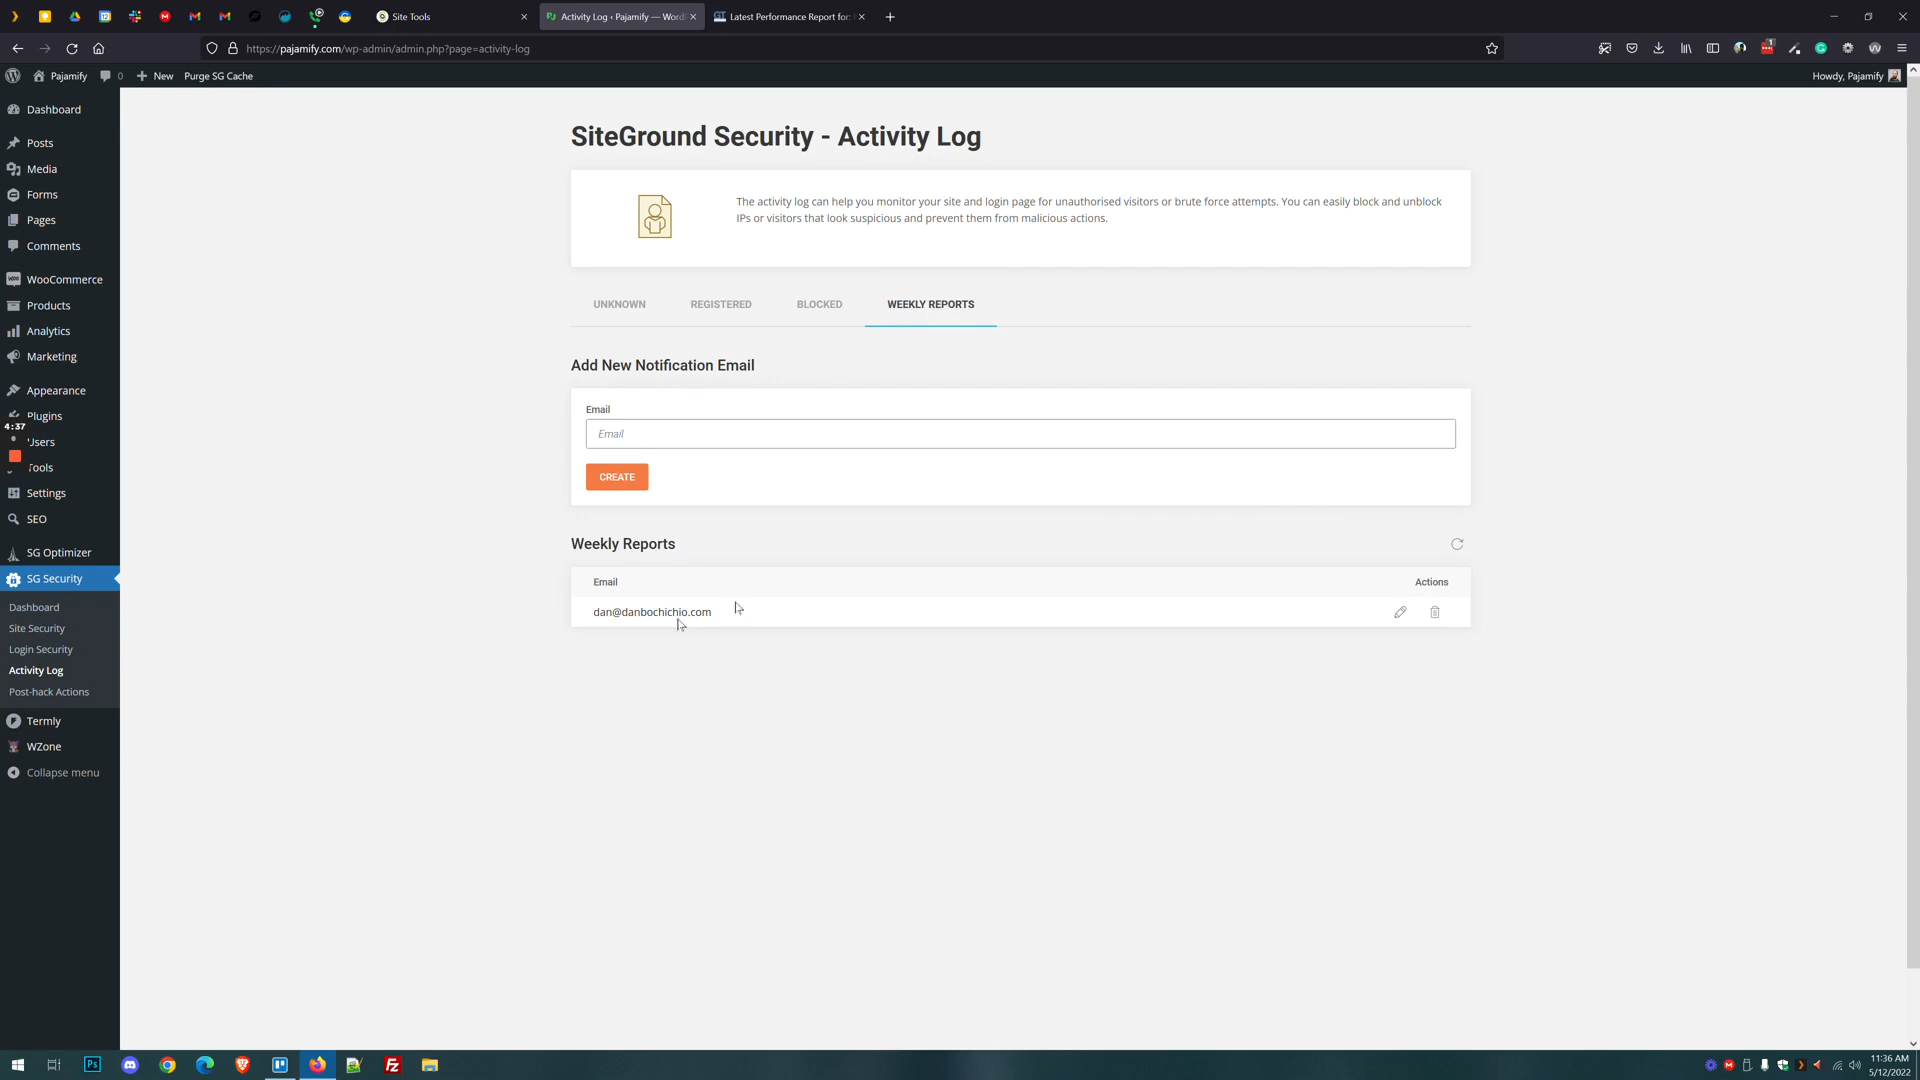 Site Tools
Activity Log ‹ Pajamify — Word
Latest Performance Report for:
https://pajamify.com/wp-admin/admin.php?page=activity-log
Pajamify
0
New
Purge SG Cache
Howdy, Pajamify
Dashboard
Posts
Media
Forms
Pages
Comments
WooCommerce
Products
Analytics
Marketing
Appearance
Plugins
4:37
Users
Tools
Settings
SEO
SG Optimizer
SG Security
Dashboard
Site Security
Login Security
Activity Log
Post-hack Actions
Termly
WZone
Collapse menu
SiteGround Security - Activity Log
The activity log can help you monitor your site and login page for unauthorised visitors or brute force attempts. You can easily block and unblock
IPs or visitors that look suspicious and prevent them from malicious actions.
UNKNOWN
REGISTERED
BLOCKED
WEEKLY REPORTS
Add New Notification Email
Email
Email
CREATE
Weekly Reports
Email
Actions
dan@danbochichio.com
11:36 AM
5/12/2022